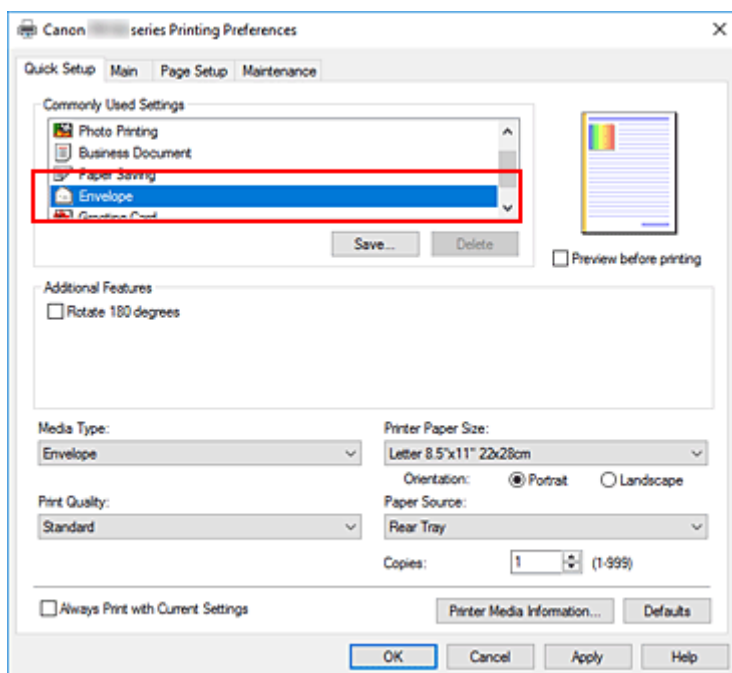 Canon series Printing Preferences
Quick Setup Main Page Setup Maintenance
Commonly Used Settings
Photo Printing
Business Document
Paper Saving
Envelope
Greeting Card
Save... Delete
Preview before printing
Additional Features
Rotate 180 degrees
Media Type: Printer Paper Size:
Envelope Letter 8.5"x11" 22x28cm
Orientation: Portrait Landscape
Print Quality: Paper Source:
Standard Rear Tray
Copies: 1 (1-999)
Always Print with Current Settings Printer Media Information... Defaults
OK Cancel Apply Help